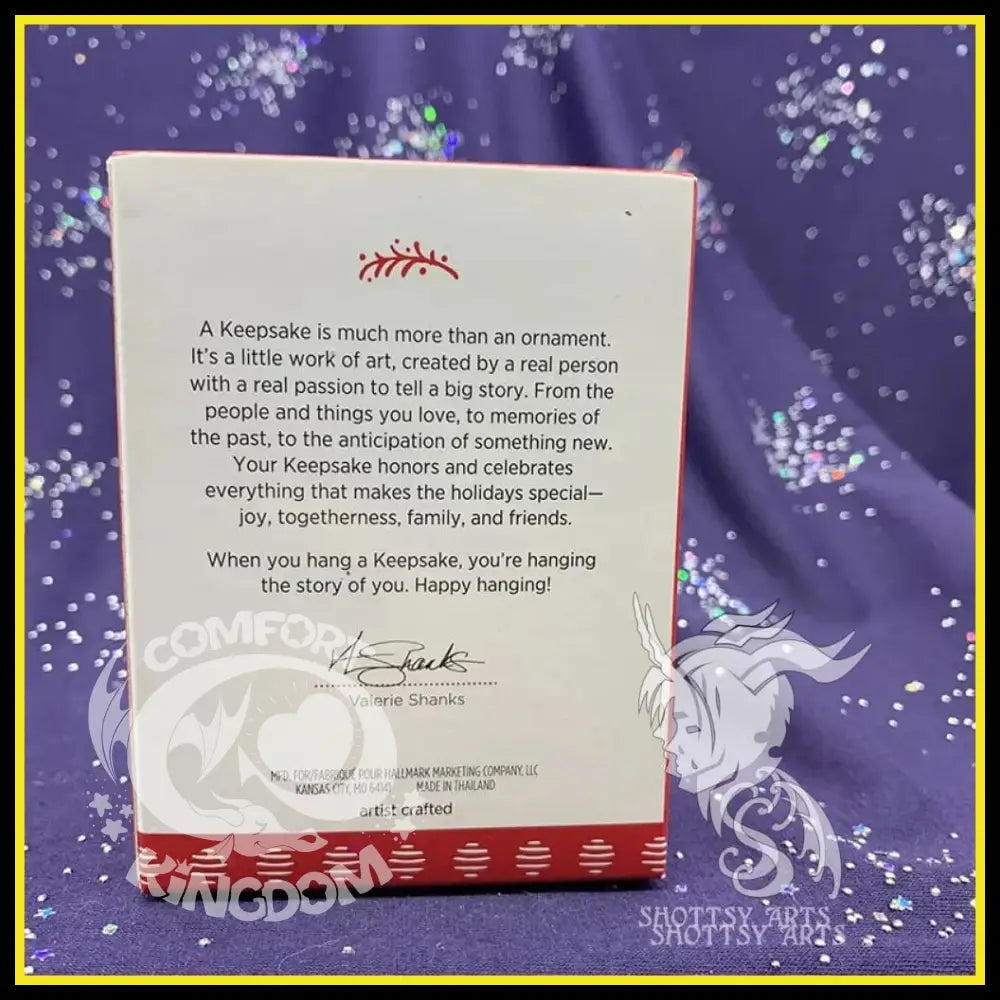 A Keepsake is much more than an ornament.
It's a little work of art, created by a real person
with a real passion to tell a big story. From the
people and things you love, to memories of
the past, to the anticipation of something new.
Your Keepsake honors and celebrates
everything that makes the holidays special—
joy, togetherness, family, and friends.
When you hang a Keepsake, you're hanging
the story of you. Happy hanging!
V Shanks
Valerie Shanks
MFD. FOR/FABRIQUÉ POUR HALLMARK MARKETING COMPANY, LLC
KANSAS CITY, MO 64141 MADE IN THAILAND
artist crafted
COMFORT
KINGDOM
SHOTTSY ARTS
SHOTTSY ARTS